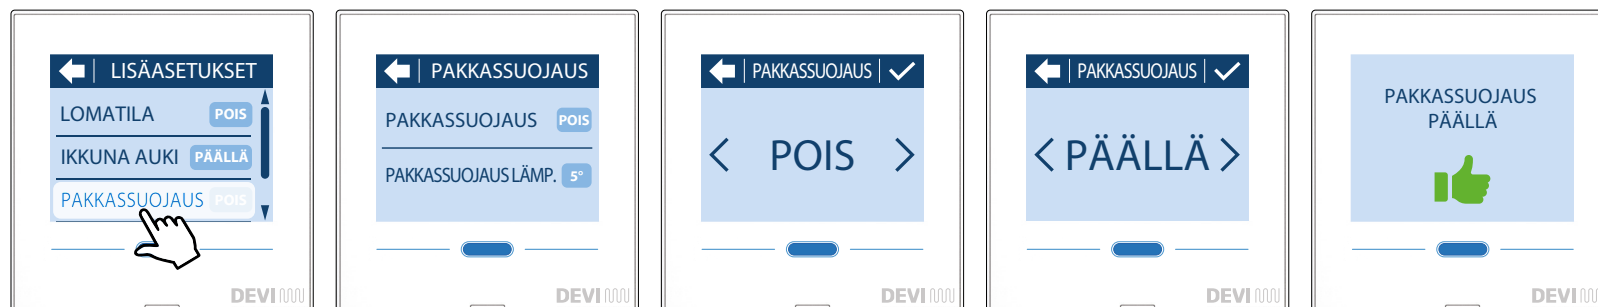 LISÄASETUKSET
LOMATILA POIS
IKKUNA AUKI PÄÄLLÄ
PAKKASSUOJAUS POIS
DEVI
PAKKASSUOJAUS
PAKKASSUOJAUS POIS
PAKKASSUOJAUS LÄMP. 5°
DEVI
PAKKASSUOJAUS
POIS
DEVI
PAKKASSUOJAUS
PÄÄLLÄ
DEVI
PAKKASSUOJAUS
PÄÄLLÄ
DEVI